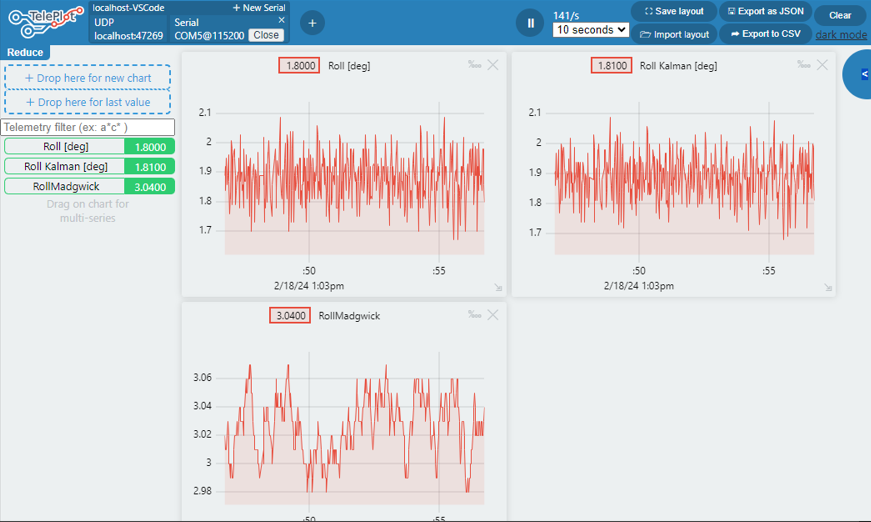 TelePlot
localhost-VSCode
+ New Serial
UDP
localhost:47269
Serial
×
COM5@115200
Close
+
141/s
10 seconds
Save layout
Import layout
Export as JSON
Export to CSV
Clear
dark mode
Reduce
<
+ Drop here for new chart
+ Drop here for last value
Telemetry filter (ex: a*c* )
Roll [deg] 1.8000
Roll Kalman [deg] 1.8100
RollMadgwick 3.0400
Drag on chart for
multi-series
1.8000 Roll [deg]
2.1
2
1.9
1.8
1.7
:50 :55
2/18/24 1:03pm
1.8100 Roll Kalman [deg]
2.1
2
1.9
1.8
1.7
:50 :55
2/18/24 1:03pm
3.0400 RollMadgwick
3.06
3.04
3.02
3
2.98
:50 :55